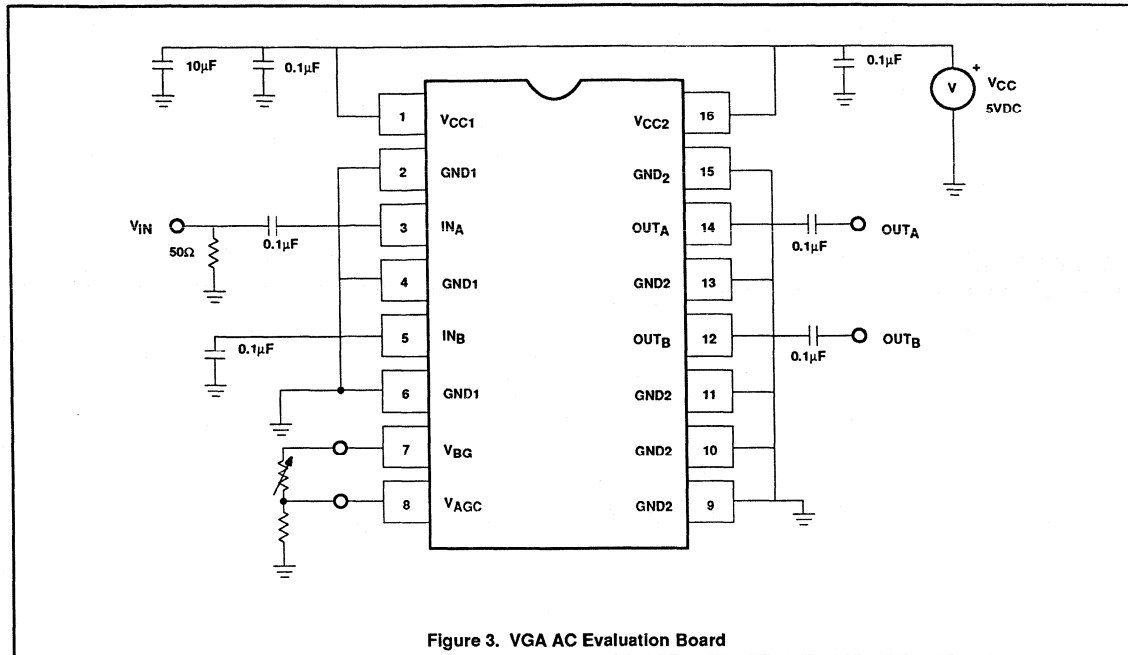 10µF
0.1µF
0.1µF
V
+
VCC
5VDC
1
VCC1
VCC2
16
2
GND1
GND2
15
VIN
50Ω
0.1µF
3
INA
OUTA
14
0.1µF
OUTA
4
GND1
GND2
13
0.1µF
5
INB
OUTB
12
0.1µF
OUTB
6
GND1
GND2
11
7
VBG
GND2
10
8
VAGC
GND2
9
Figure 3. VGA AC Evaluation Board